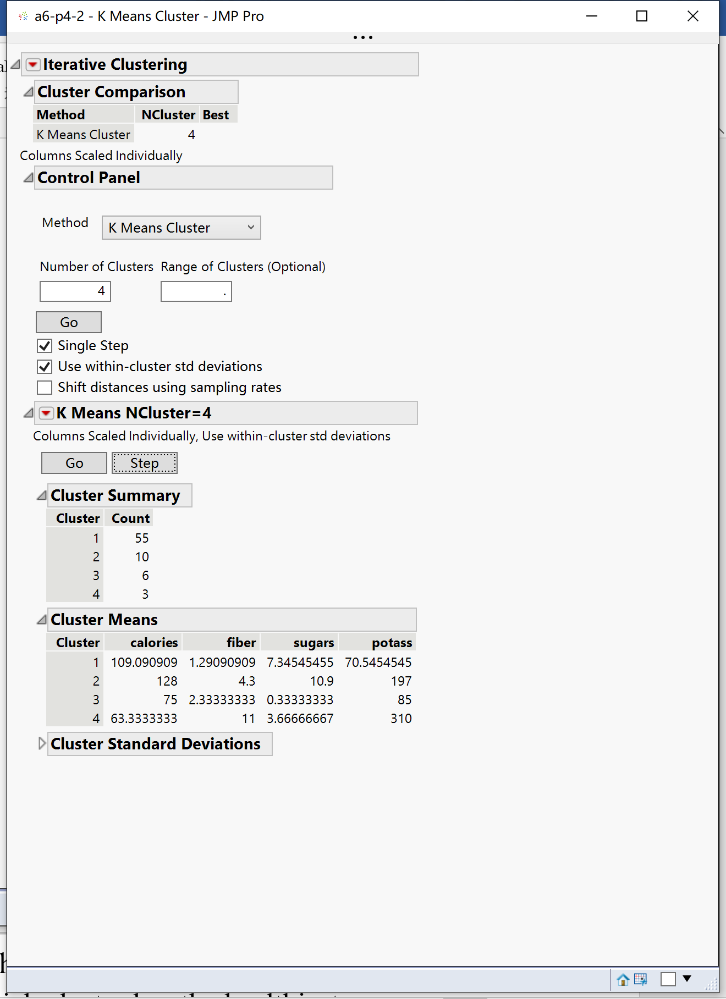 a6-p4-2 - K Means Cluster - JMP Pro
Iterative Clustering
Cluster Comparison
Method NCluster Best
K Means Cluster 4
Columns Scaled Individually
Control Panel
Method K Means Cluster
Number of Clusters Range of Clusters (Optional)
4 .
Go
Single Step
Use within-cluster std deviations
Shift distances using sampling rates
K Means NCluster=4
Columns Scaled Individually, Use within-cluster std deviations
Go Step
Cluster Summary
Cluster Count
1 55
2 10
3 6
4 3
Cluster Means
Cluster calories fiber sugars potass
1 109.090909 1.29090909 7.34545455 70.5454545
2 128 4.3 10.9 197
3 75 2.33333333 0.33333333 85
4 63.3333333 11 3.66666667 310
Cluster Standard Deviations